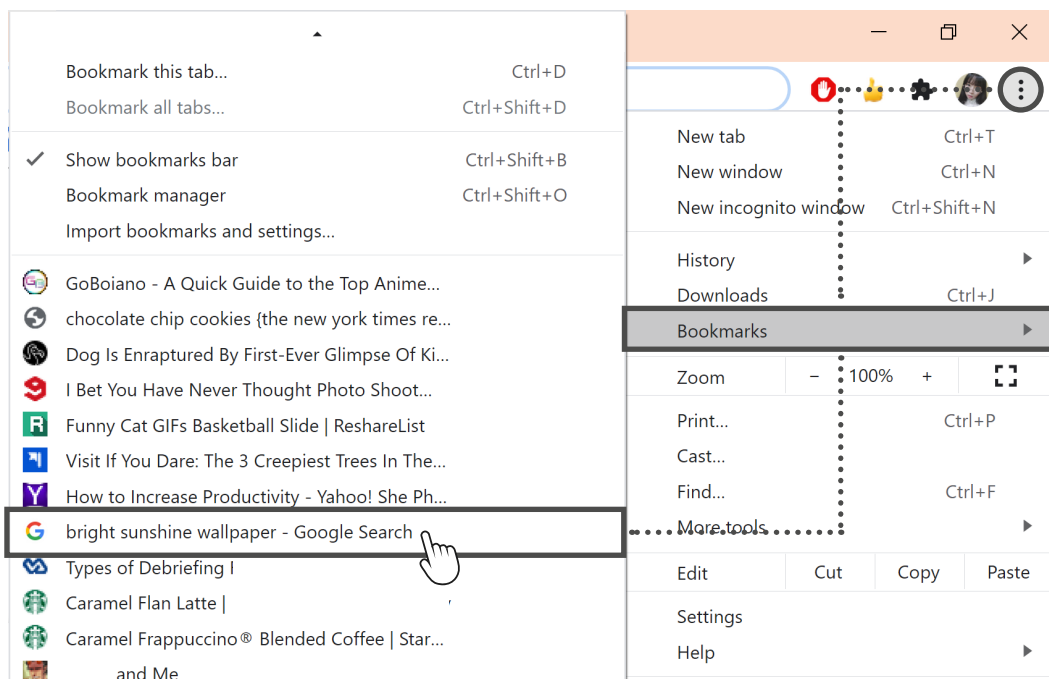 Bookmark this tab... Ctrl+D
Bookmark all tabs... Ctrl+Shift+D
Show bookmarks bar Ctrl+Shift+B
Bookmark manager Ctrl+Shift+O
Import bookmarks and settings...
GoBoiano - A Quick Guide to the Top Anime...
chocolate chip cookies {the new york times re...
Dog Is Enraptured By First-Ever Glimpse Of Ki...
I Bet You Have Never Thought Photo Shoot...
Funny Cat GIFs Basketball Slide | ReshareList
Visit If You Dare: The 3 Creepiest Trees In The...
How to Increase Productivity - Yahoo! She Ph...
bright sunshine wallpaper - Google Search
Types of Debriefing
Caramel Flan Latte |
Caramel Frappuccino® Blended Coffee | Star...
and Me
New tab Ctrl+T
New window Ctrl+N
New incognito window Ctrl+Shift+N
History
Downloads Ctrl+J
Bookmarks
Zoom - 100% +
Print... Ctrl+P
Cast...
Find... Ctrl+F
More tools
Edit Cut Copy Paste
Settings
Help